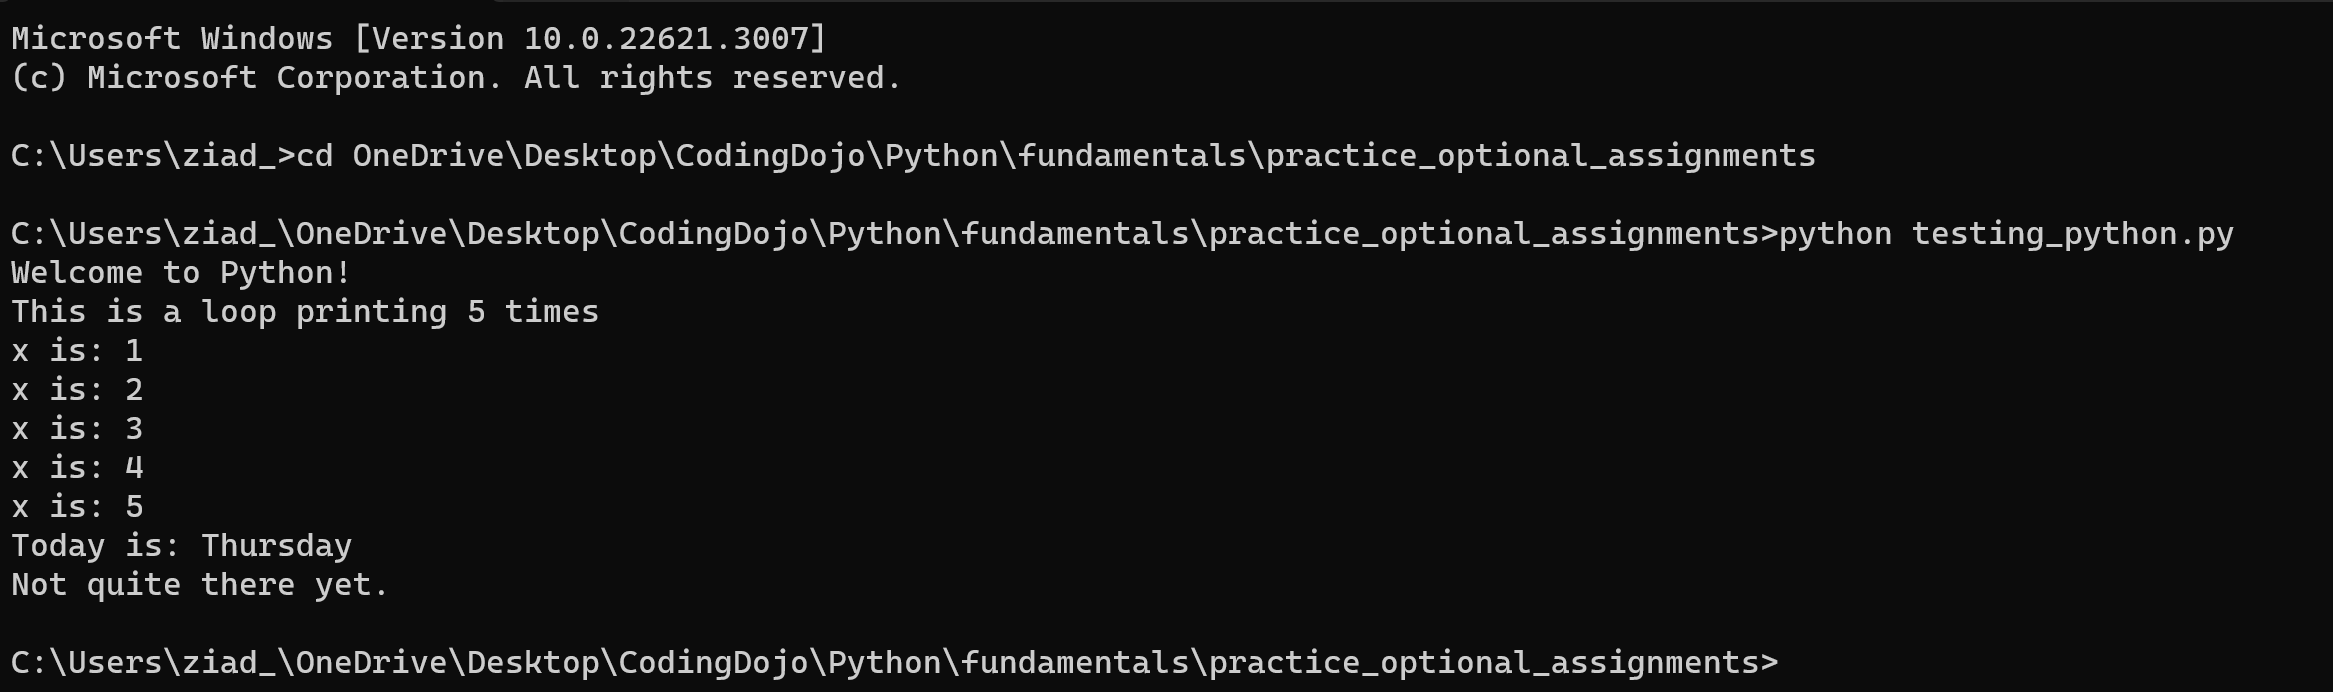 Microsoft Windows [Version 10.0.22621.3007]
(c) Microsoft Corporation. All rights reserved.
C:\Users\ziad_>cd OneDrive\Desktop\CodingDojo\Python\fundamentals\practice_optional_assignments
C:\Users\ziad_\OneDrive\Desktop\CodingDojo\Python\fundamentals\practice_optional_assignments>python testing_python.py
Welcome to Python!
This is a loop printing 5 times
x is: 1
x is: 2
x is: 3
x is: 4
x is: 5
Today is: Thursday
Not quite there yet.
C:\Users\ziad_\OneDrive\Desktop\CodingDojo\Python\fundamentals\practice_optional_assignments>